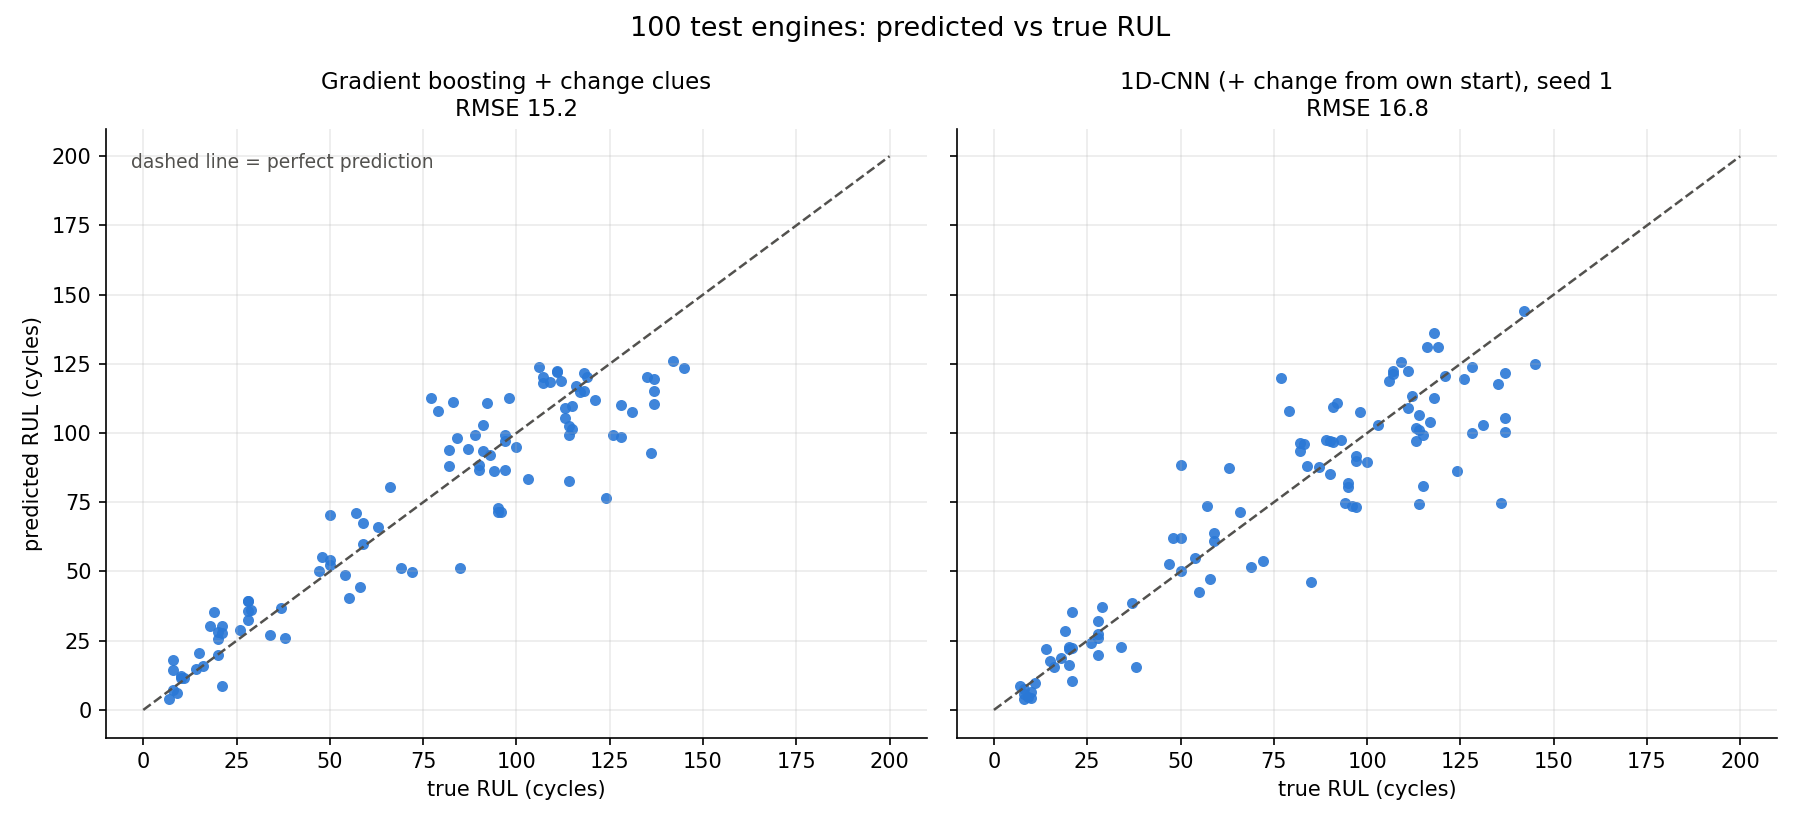 100 test engines: predicted vs true RUL
Gradient boosting + change clues
RMSE 15.2
200
175
150
125
100
75
50
25
0
predicted RUL (cycles)
dashed line = perfect prediction
0 25 50 75 100 125 150 175 200
true RUL (cycles)
1D-CNN (+ change from own start), seed 1
RMSE 16.8
0 25 50 75 100 125 150 175 200
true RUL (cycles)